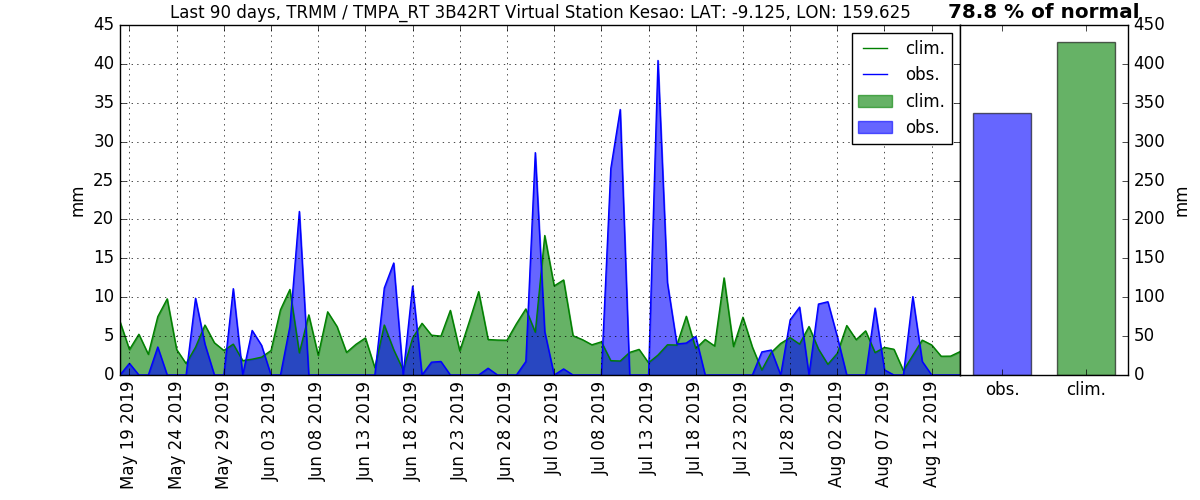 Last 90 days, TRMM / TMPA_RT 3B42RT Virtual Station Kesao: LAT: -9.125, LON: 159.625
78.8 % of normal
mm
45
40
35
30
25
20
15
10
5
0
clim.
obs.
clim.
obs.
450
400
350
300
250
200
150
100
50
0
mm
obs.
clim.
May 19 2019
May 24 2019
May 29 2019
Jun 03 2019
Jun 08 2019
Jun 13 2019
Jun 18 2019
Jun 23 2019
Jun 28 2019
Jul 03 2019
Jul 08 2019
Jul 13 2019
Jul 18 2019
Jul 23 2019
Jul 28 2019
Aug 02 2019
Aug 07 2019
Aug 12 2019